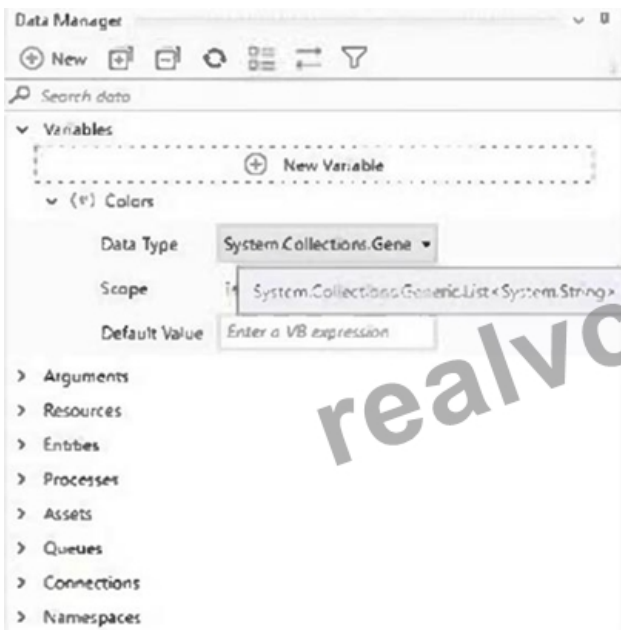 Data Manager
New
Search data
Variables
New Variable
Colors
Data Type System.Collections.Gene
Scope
System.Collections.Generic.List<System.String>
Default Value Enter a VB expression
Arguments
Resources
Entities
Processes
Assets
Queues
Connections
Namespaces
realvc